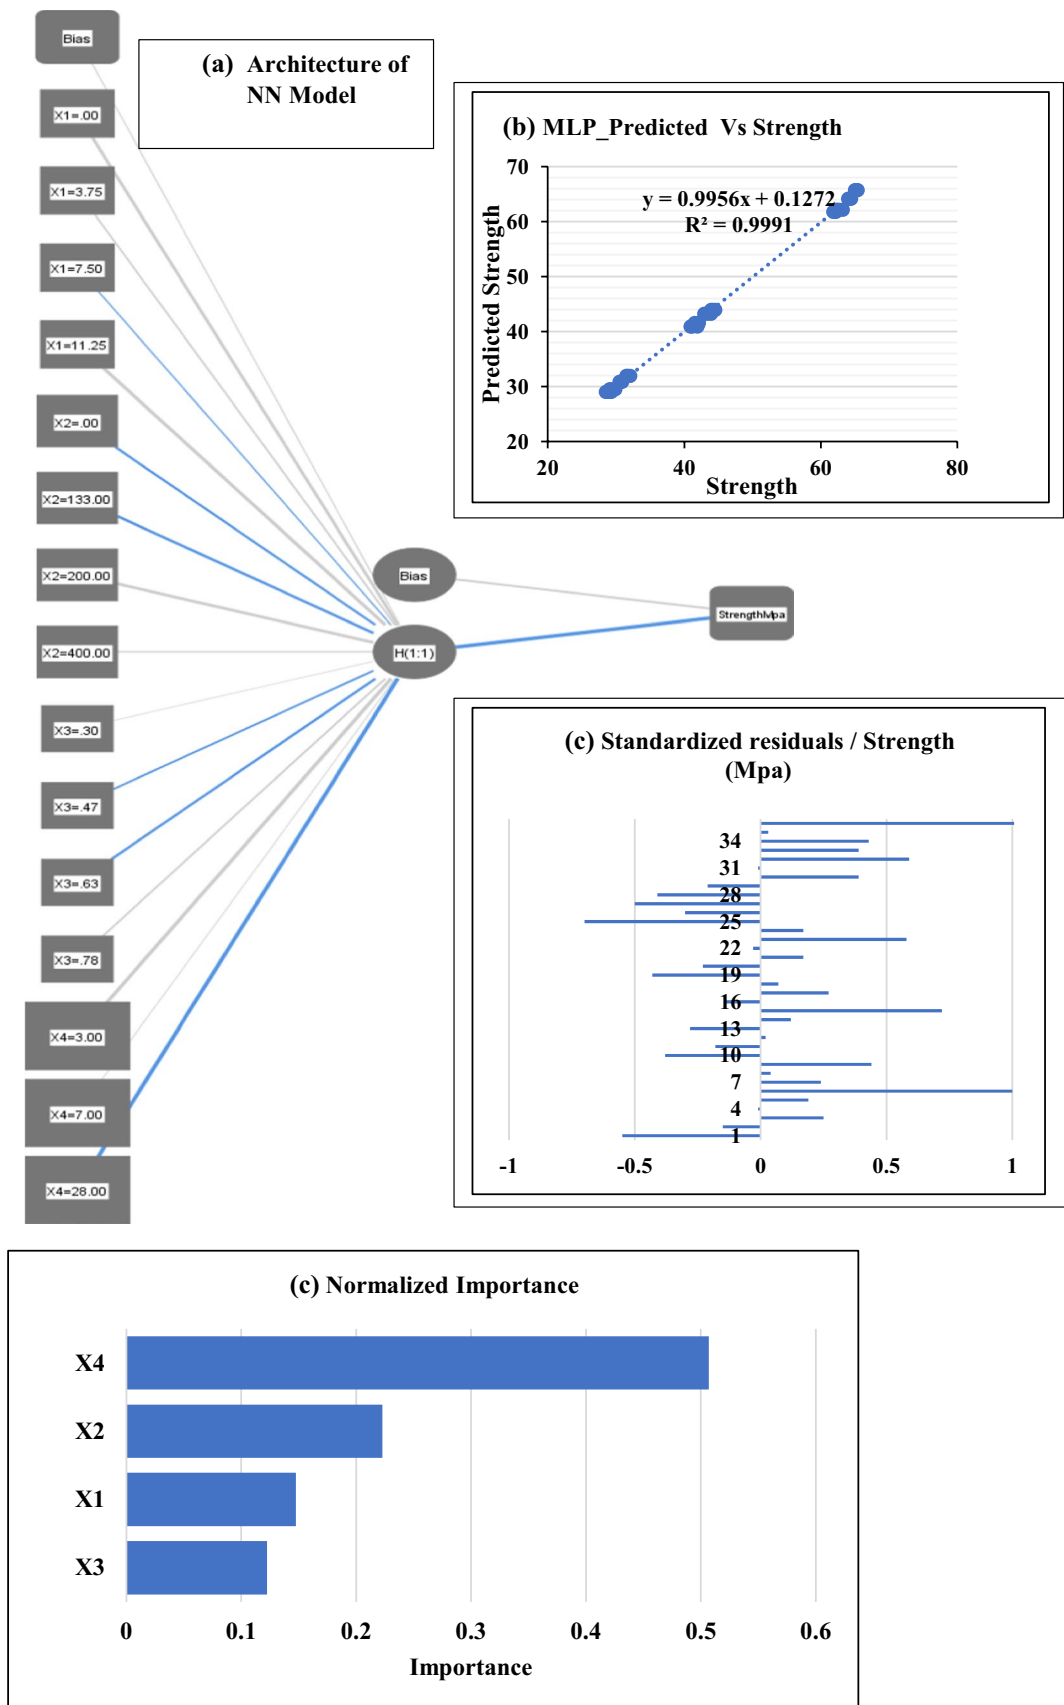 Bias
X1=.00
X1=3.75
X1=7.50
X1=11.25
X2=.00
X2=133.00
X2=200.00
X2=400.00
X3=.30
X3=.47
X3=.63
X3=.78
X4=3.00
X4=7.00
X4=28.00
Bias
H(1:1)
StrengthMpa
(a) Architecture of
NN Model
(b) MLP_Predicted Vs Strength
y = 0.9956x + 0.1272
R² = 0.9991
Predicted Strength
70
60
50
40
30
20
20 40 60 80
Strength
(c) Standardized residuals / Strength
(Mpa)
34
31
28
25
22
19
16
13
10
7
4
1
-1 -0.5 0 0.5 1
(c) Normalized Importance
X4
X2
X1
X3
0 0.1 0.2 0.3 0.4 0.5 0.6
Importance